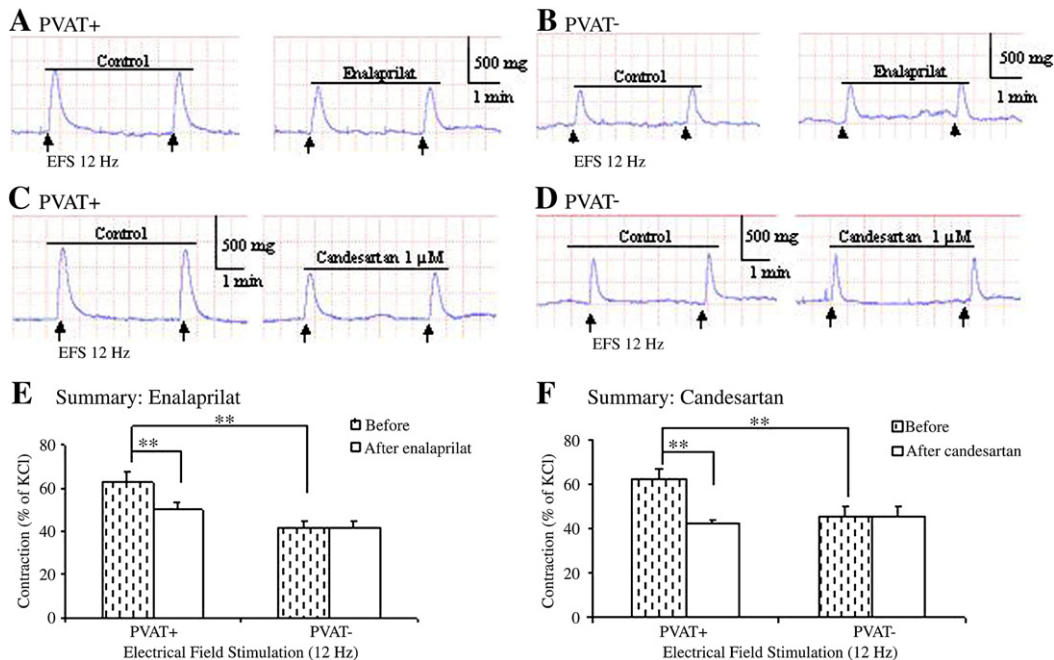 A PVAT+
Control
Enalaprilat
500 mg
1 min
EFS 12 Hz
B PVAT-
Control
Enalaprilat
500 mg
1 min
EFS 12 Hz
C PVAT+
Control
500 mg
1 min
Candesartan 1 µM
EFS 12 Hz
D PVAT-
Control
500 mg
1 min
Candesartan 1 µM
EFS 12 Hz
E Summary: Enalaprilat
**
**
Before
After enalaprilat
Contraction (% of KCl)
80
60
40
20
0
PVAT+ PVAT-
Electrical Field Stimulation (12 Hz)
F Summary: Candesartan
**
**
Before
After candesartan
Contraction (% of KCl)
80
60
40
20
0
PVAT+ PVAT-
Electrical Field Stimulation (12 Hz)